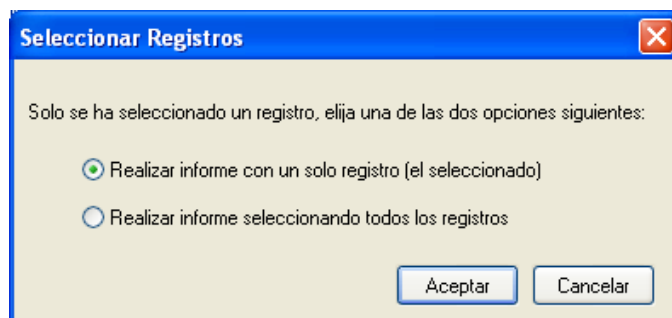 Seleccionar Registros
Solo se ha seleccionado un registro, elija una de las dos opciones siguientes:
Realizar informe con un solo registro (el seleccionado)
Realizar informe seleccionando todos los registros
Aceptar Cancelar